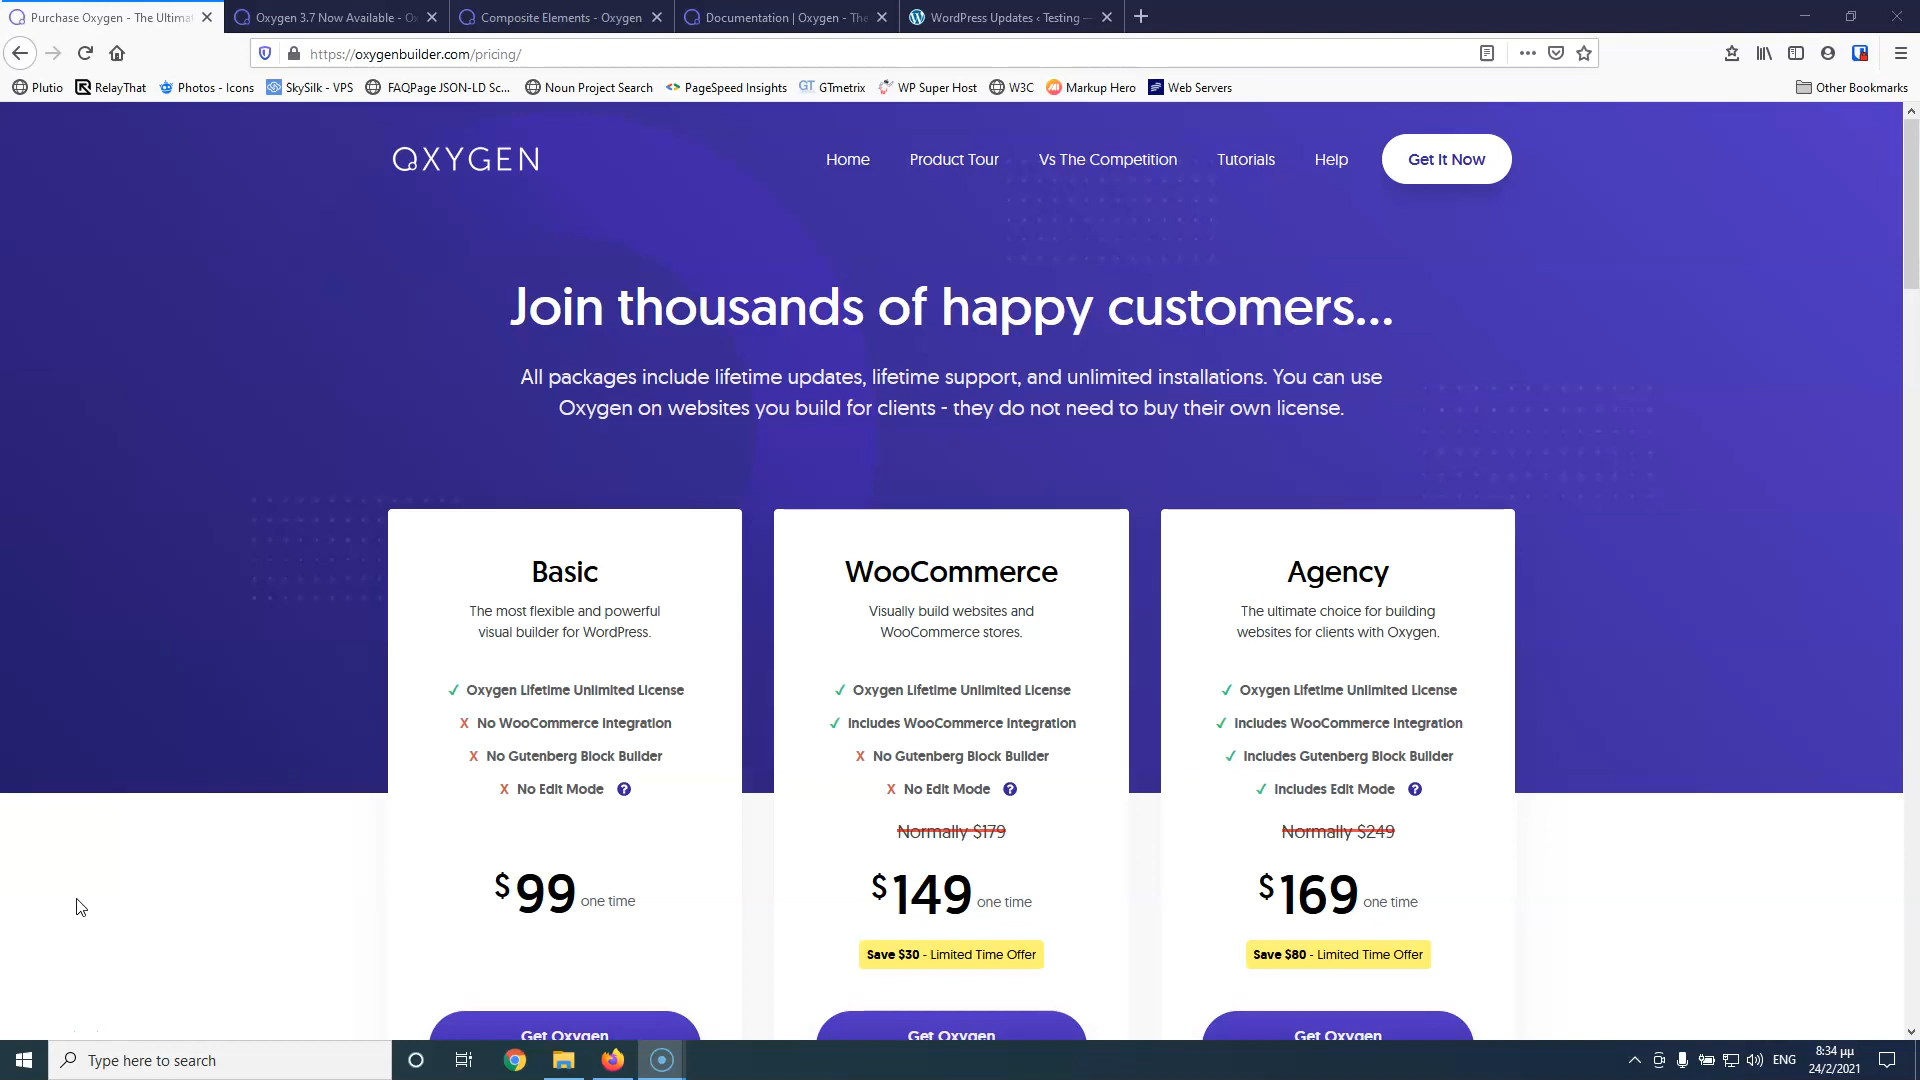 Purchase Oxygen - The Ultima
Oxygen 3.7 Now Available - Ox
Composite Elements - Oxygen
Documentation | Oxygen - The
WordPress Updates ‹ Testing —
https://oxygenbuilder.com/pricing/
Plutio
RelayThat
Photos - Icons
SkySilk - VPS
FAQPage JSON-LD Sc...
Noun Project Search
PageSpeed Insights
GTmetrix
WP Super Host
W3C
Markup Hero
Web Servers
Other Bookmarks
OXYGEN
Home
Product Tour
Vs The Competition
Tutorials
Help
Get It Now
Join thousands of happy customers...
All packages include lifetime updates, lifetime support, and unlimited installations. You can use
Oxygen on websites you build for clients - they do not need to buy their own license.
Basic
The most flexible and powerful
visual builder for WordPress.
✓ Oxygen Lifetime Unlimited License
X No WooCommerce Integration
X No Gutenberg Block Builder
X No Edit Mode ?
$99 one time
Get Oxygen
WooCommerce
Visually build websites and
WooCommerce stores.
✓ Oxygen Lifetime Unlimited License
✓ Includes WooCommerce Integration
X No Gutenberg Block Builder
X No Edit Mode ?
Normally $179
$149 one time
Save $30 - Limited Time Offer
Get Oxygen
Agency
The ultimate choice for building
websites for clients with Oxygen.
✓ Oxygen Lifetime Unlimited License
✓ Includes WooCommerce Integration
✓ Includes Gutenberg Block Builder
✓ Includes Edit Mode ?
Normally $249
$169 one time
Save $80 - Limited Time Offer
Get Oxygen
Type here to search
ENG
8:34 μμ
24/2/2021